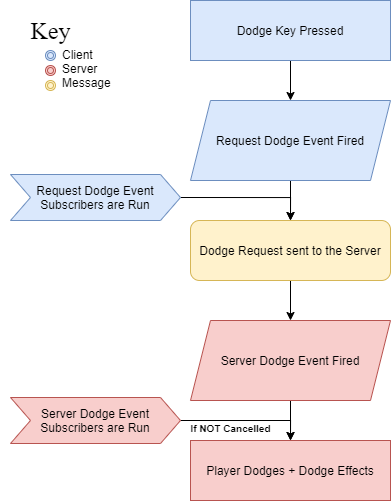 Key
Client
Server
Message
Dodge Key Pressed
Request Dodge Event Fired
Request Dodge Event
Subscribers are Run
Dodge Request sent to the Server
Server Dodge Event Fired
Server Dodge Event
Subscribers are Run
If NOT Cancelled
Player Dodges + Dodge Effects